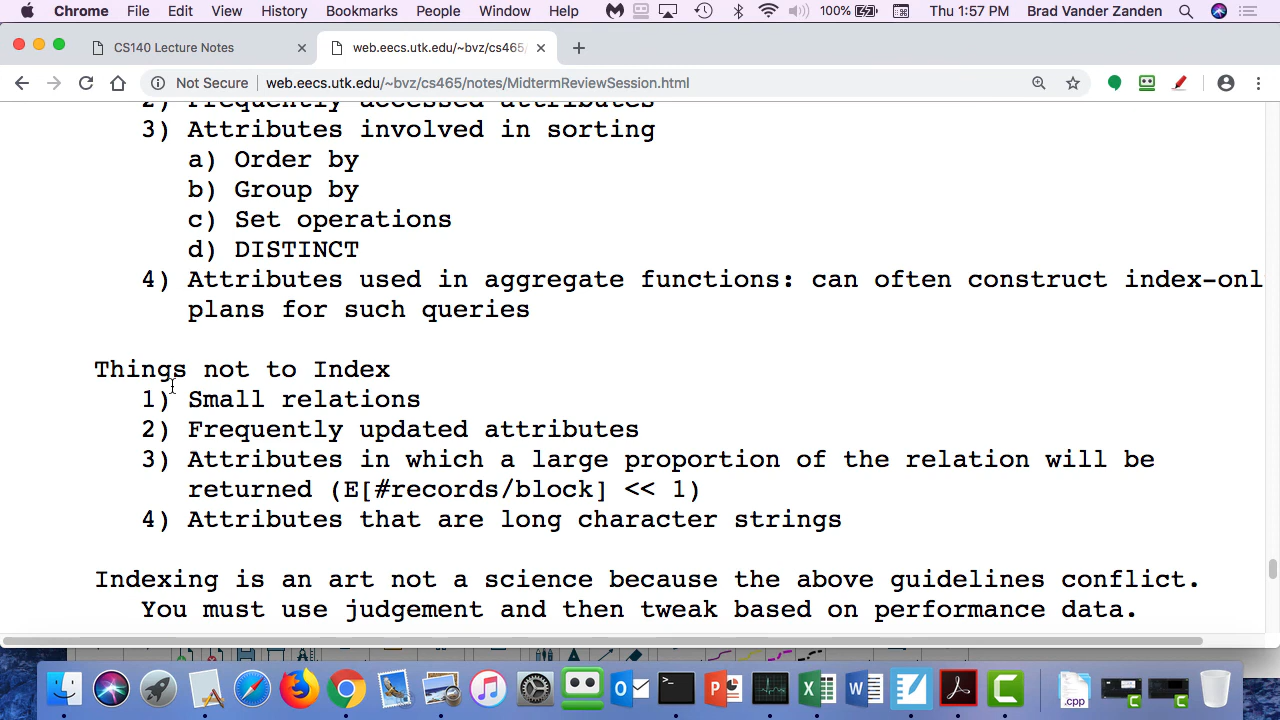 Chrome File Edit View History Bookmarks People Window Help 100% Thu 1:57 PM Brad Vander Zanden
CS140 Lecture Notes
web.eecs.utk.edu/~bvz/cs465/
Not Secure web.eecs.utk.edu/~bvz/cs465/notes/MidtermReviewSession.html
2) Frequently accessed attributes
3) Attributes involved in sorting
a) Order by
b) Group by
c) Set operations
d) DISTINCT
4) Attributes used in aggregate functions: can often construct index-onl
plans for such queries
Things not to Index
1) Small relations
2) Frequently updated attributes
3) Attributes in which a large proportion of the relation will be
returned (E[#records/block] << 1)
4) Attributes that are long character strings
Indexing is an art not a science because the above guidelines conflict.
You must use judgement and then tweak based on performance data.
.cpp